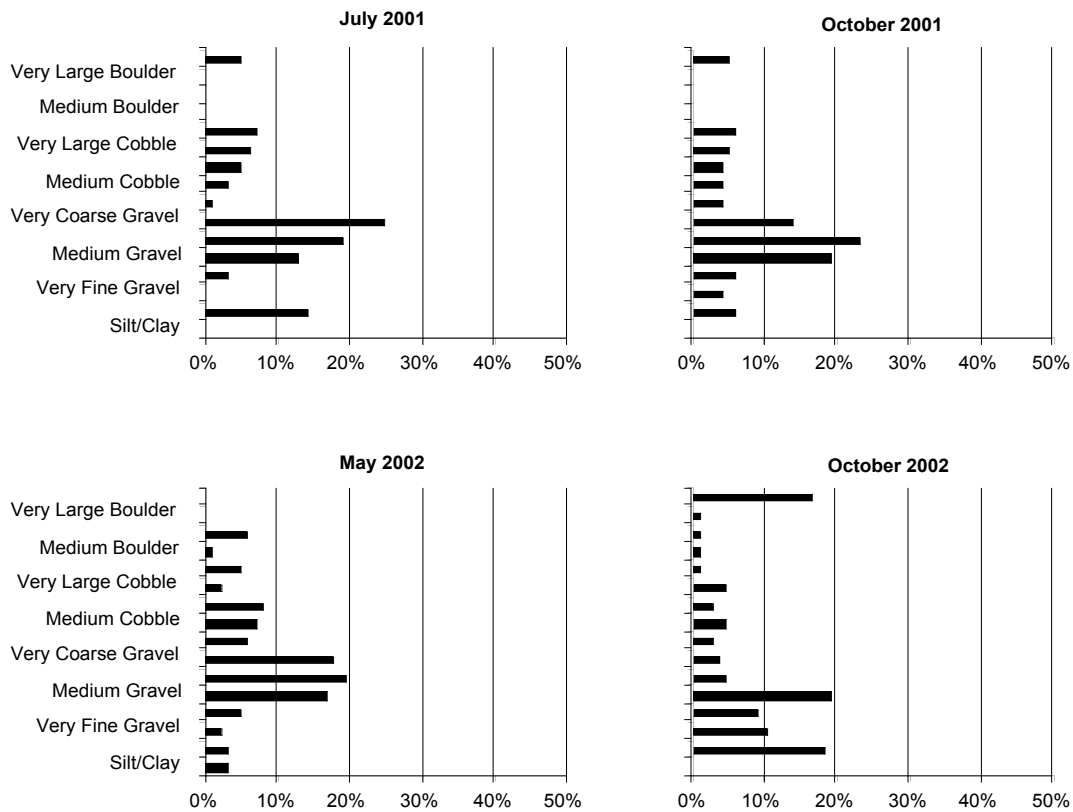 July 2001
October 2001
Very Large Boulder
Medium Boulder
Very Large Cobble
Medium Cobble
Very Coarse Gravel
Medium Gravel
Very Fine Gravel
Silt/Clay
0% 10% 20% 30% 40% 50%
0% 10% 20% 30% 40% 50%
May 2002
October 2002
Very Large Boulder
Medium Boulder
Very Large Cobble
Medium Cobble
Very Coarse Gravel
Medium Gravel
Very Fine Gravel
Silt/Clay
0% 10% 20% 30% 40% 50%
0% 10% 20% 30% 40% 50%